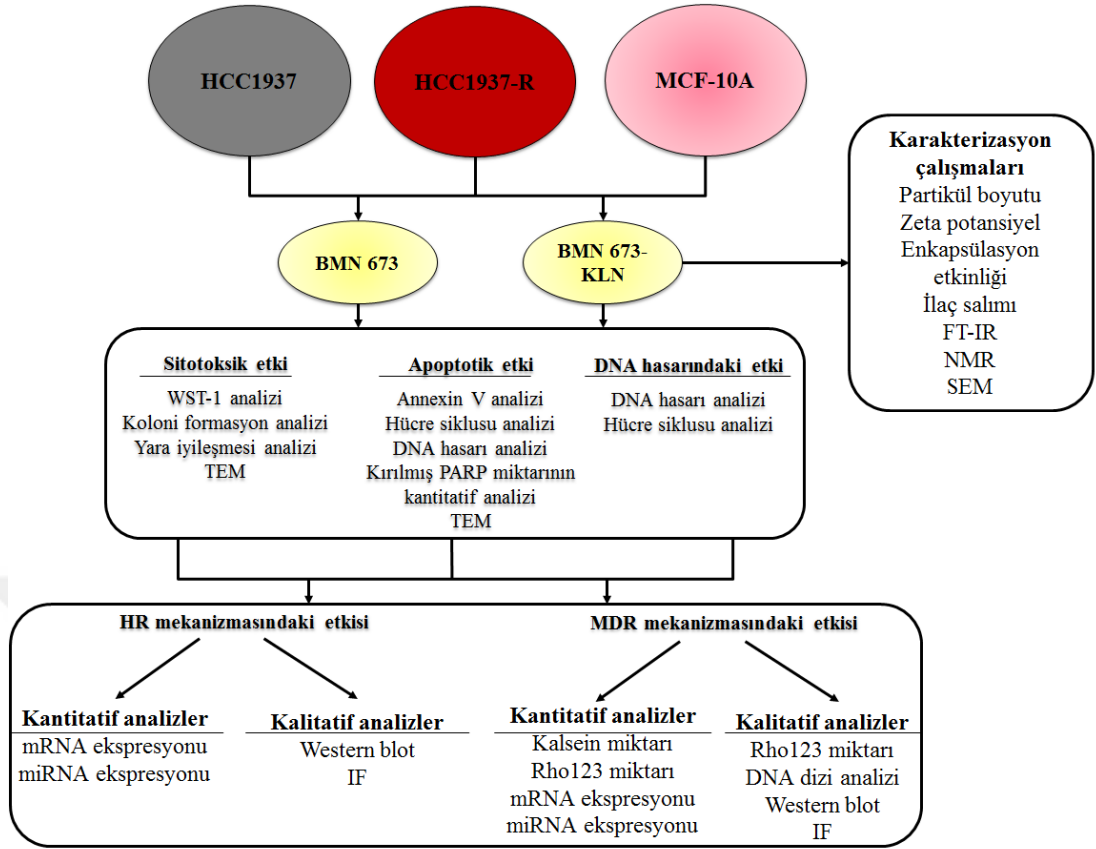 HCC1937
HCC1937-R
MCF-10A
Karakterizasyon
çalışmaları
Partikül boyutu
Zeta potansiyel
Enkapsülasyon
etkinliği
İlaç salımı
FT-IR
NMR
SEM
BMN 673
BMN 673-
KLN
Sitotoksik etki
WST-1 analizi
Koloni formasyon analizi
Yara iyileşmesi analizi
TEM
Apoptotik etki
Annexin V analizi
Hücre siklusu analizi
DNA hasarı analizi
Kırılmış PARP miktarının
kantitatif analizi
TEM
DNA hasarındaki etki
DNA hasarı analizi
Hücre siklusu analizi
HR mekanizmasındaki etkisi
Kantitatif analizler
mRNA ekspresyonu
miRNA ekspresyonu
Kalitatif analizler
Western blot
IF
MDR mekanizmasındaki etkisi
Kantitatif analizler
Kalsein miktarı
Rho123 miktarı
mRNA ekspresyonu
miRNA ekspresyonu
Kalitatif analizler
Rho123 miktarı
DNA dizi analizi
Western blot
IF